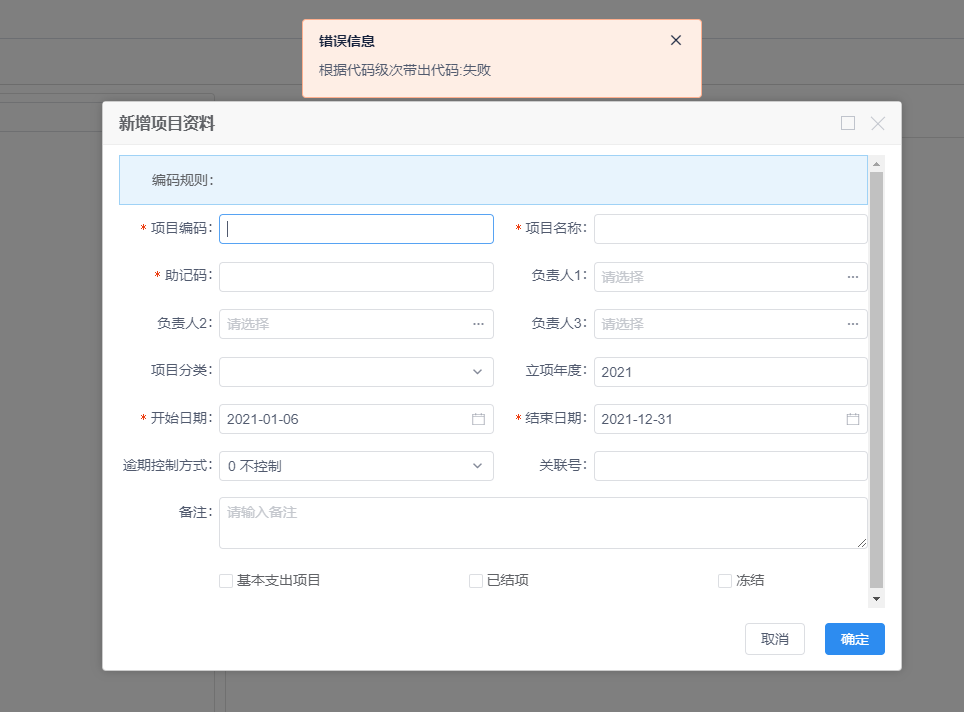 错误信息
根据代码级次带出代码:失败
新增项目资料
编码规则：
* 项目编码： * 项目名称：
* 助记码： 负责人1： 请选择 ···
负责人2： 请选择 ··· 负责人3： 请选择 ···
项目分类： 立项年度： 2021
* 开始日期： 2021-01-06 * 结束日期： 2021-12-31
逾期控制方式： 0 不控制 关联号：
备注： 请输入备注
基本支出项目 已结项 冻结
取消 确定